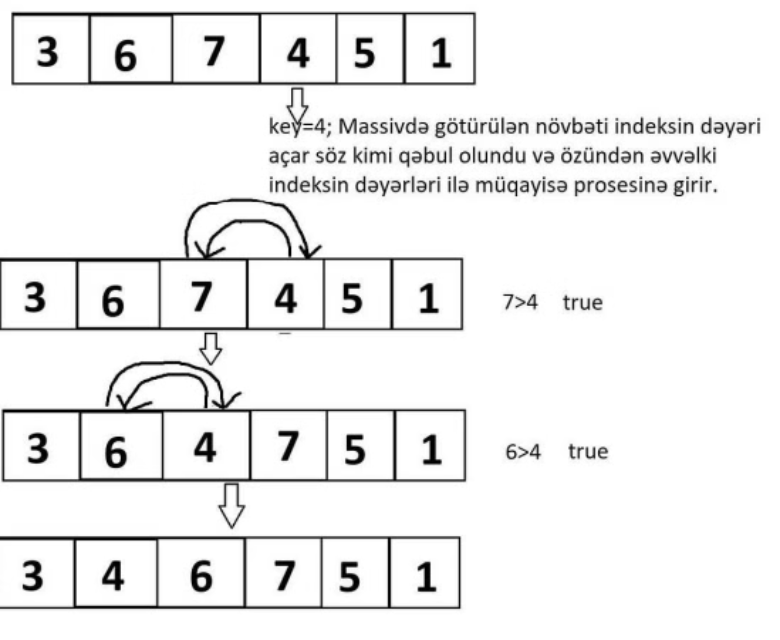 3 6 7 4 5 1
key=4; Massivdə götürülən növbəti indeksin dəyəri
açar söz kimi qəbul olundu və özündən əvvəlki
indeksin dəyərləri ilə müqayisə prosesinə girir.
3 6 7 4 5 1 7>4 true
3 6 4 7 5 1 6>4 true
3 4 6 7 5 1